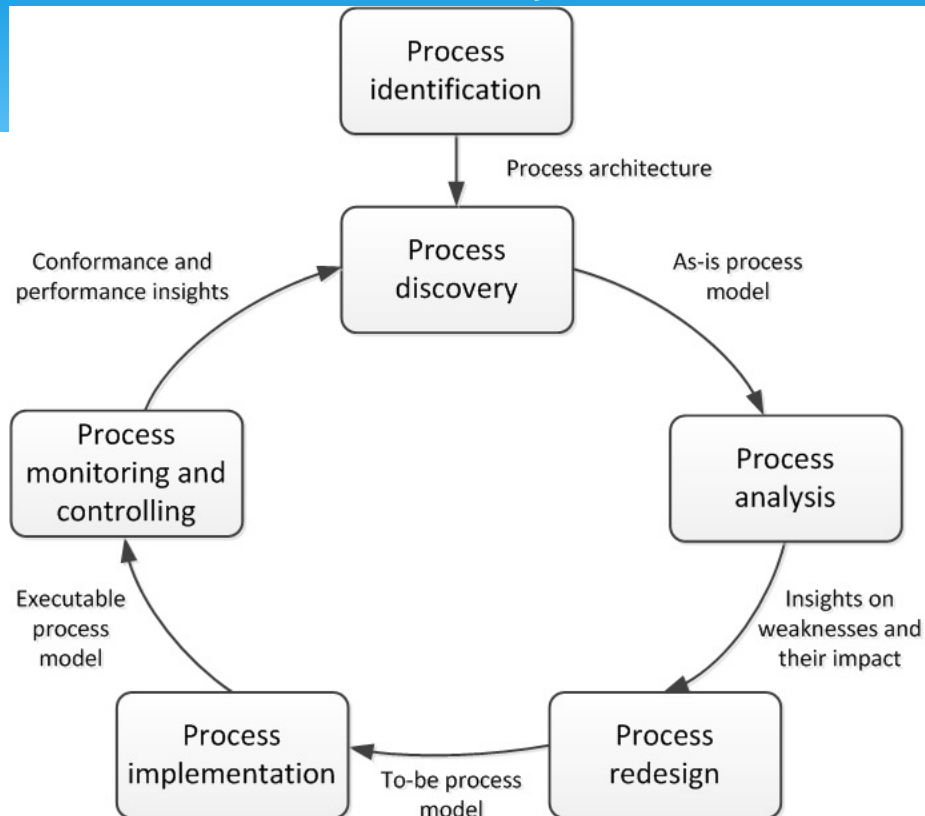 Process
identification
Process architecture
Process
discovery
Conformance and
performance insights
As-is process
model
Process
monitoring and
controlling
Process
analysis
Executable
process
model
Insights on
weaknesses and
their impact
Process
implementation
To-be process
model
Process
redesign